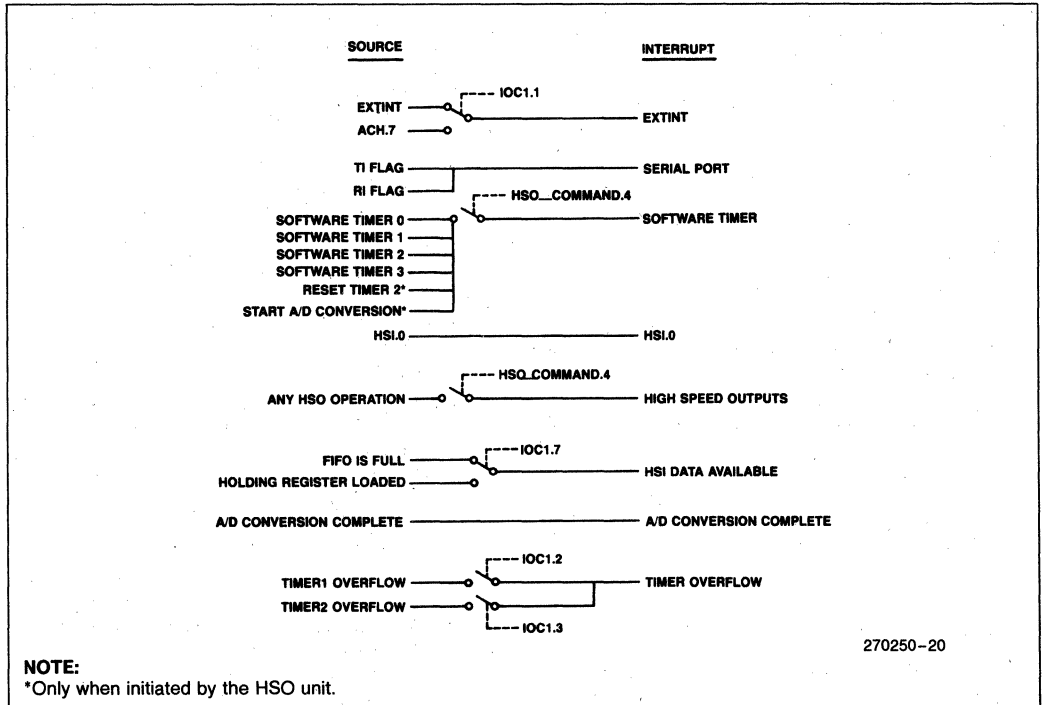 SOURCE INTERRUPT
IOC1.1
EXTINT EXTINT
ACH.7
TI FLAG SERIAL PORT
RI FLAG
HSO_COMMAND.4
SOFTWARE TIMER 0 SOFTWARE TIMER
SOFTWARE TIMER 1
SOFTWARE TIMER 2
SOFTWARE TIMER 3
RESET TIMER 2*
START A/D CONVERSION*
HSI.0 HSI.0
HSO_COMMAND.4
ANY HSO OPERATION HIGH SPEED OUTPUTS
IOC1.7
FIFO IS FULL
HSI DATA AVAILABLE
HOLDING REGISTER LOADED
A/D CONVERSION COMPLETE A/D CONVERSION COMPLETE
IOC1.2
TIMER1 OVERFLOW TIMER OVERFLOW
TIMER2 OVERFLOW
IOC1.3
270250-20
NOTE:
*Only when initiated by the HSO unit.